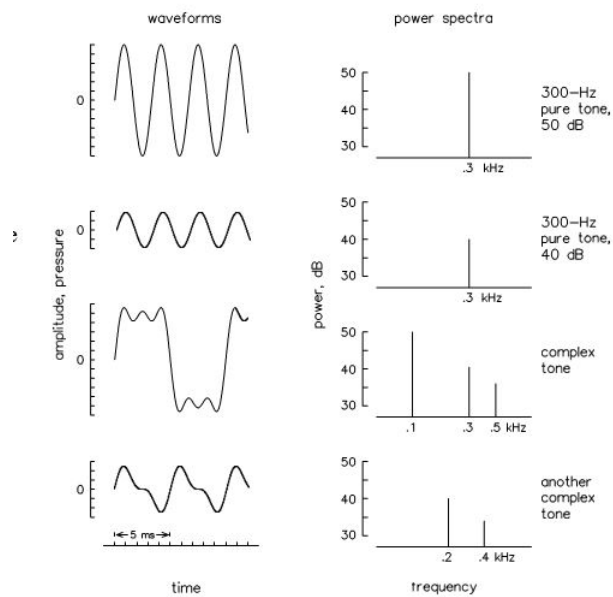 waveforms
power spectra
0
50
40
30
.3 kHz
300-Hz
pure tone,
50 dB
0
50
40
30
.3 kHz
300-Hz
pure tone,
40 dB
amplitude, pressure
power, dB
0
50
40
30
.1 .3 .5 kHz
complex
tone
0
5 ms
50
40
30
.2 .4 kHz
another
complex
tone
time
frequency